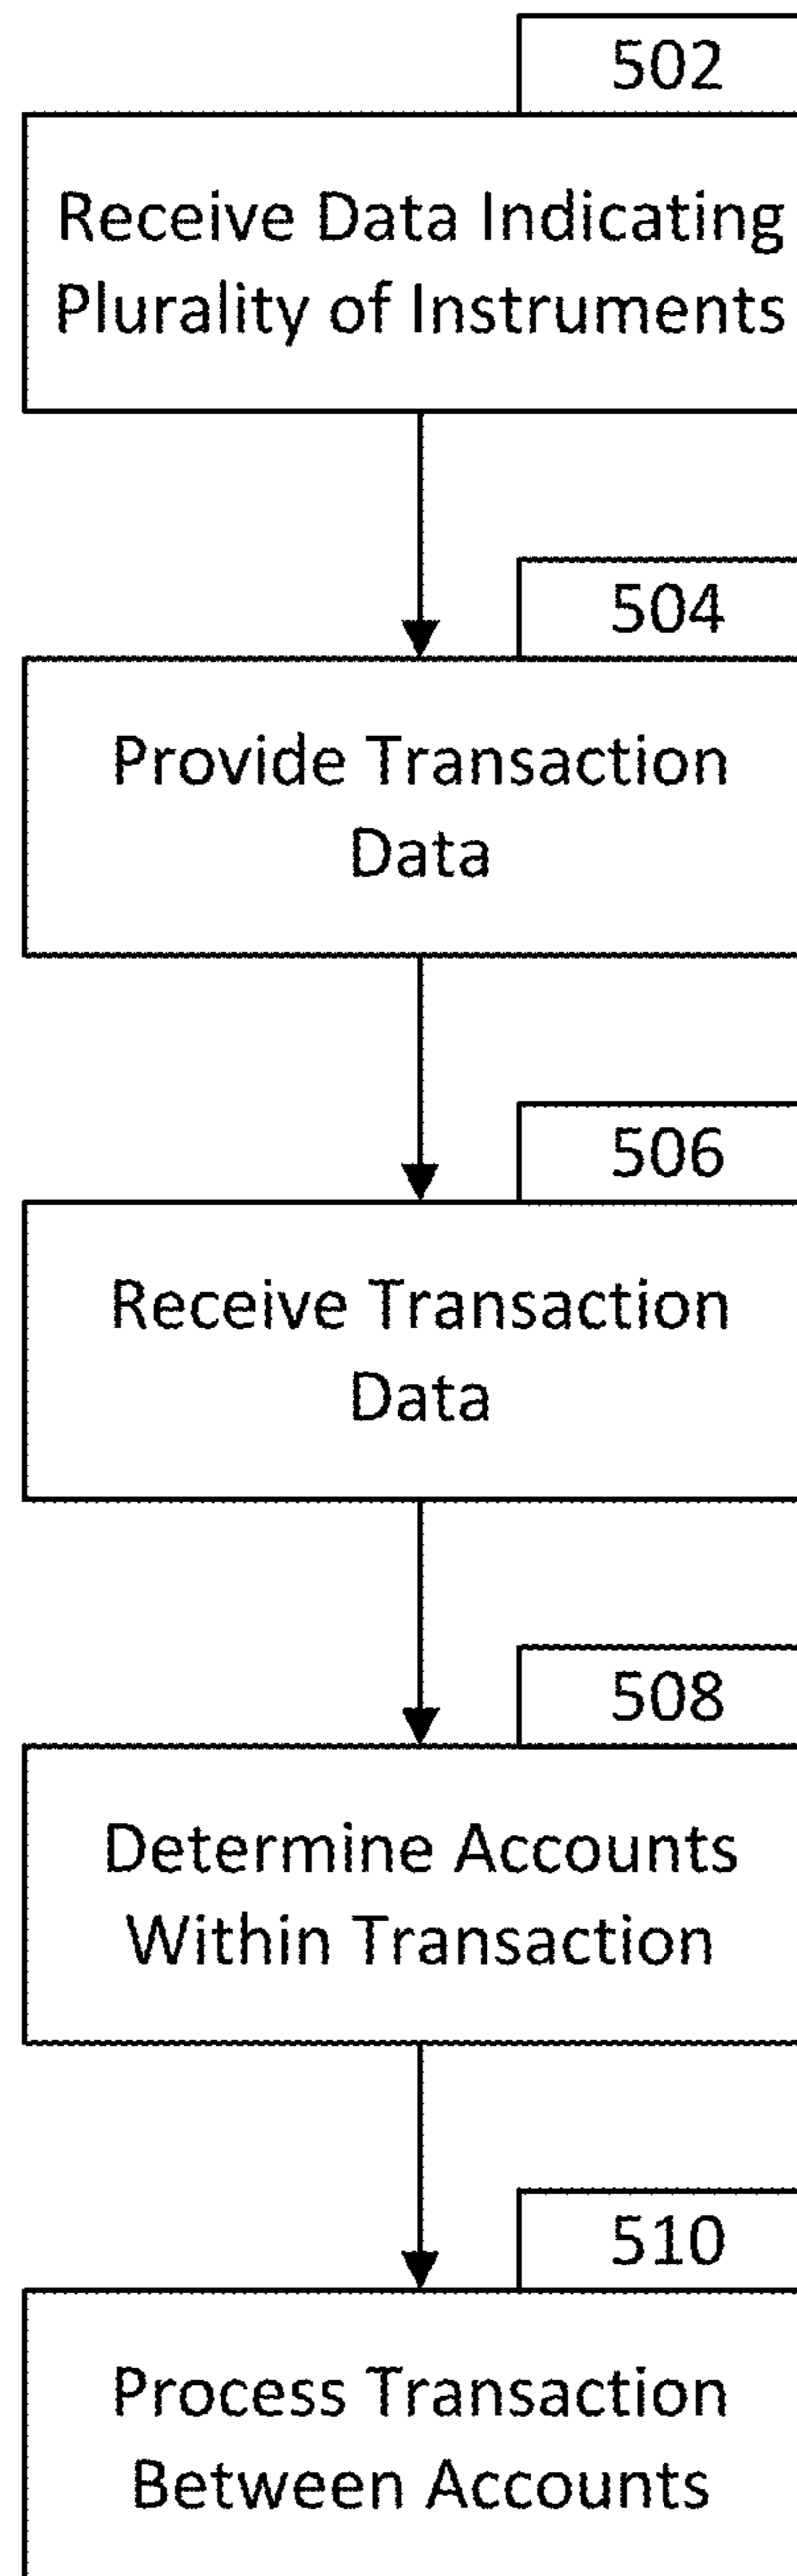 502
Receive Data Indicating
Plurality of Instruments
504
Provide Transaction
Data
506
Receive Transaction
Data
508
Determine Accounts
Within Transaction
510
Process Transaction
Between Accounts